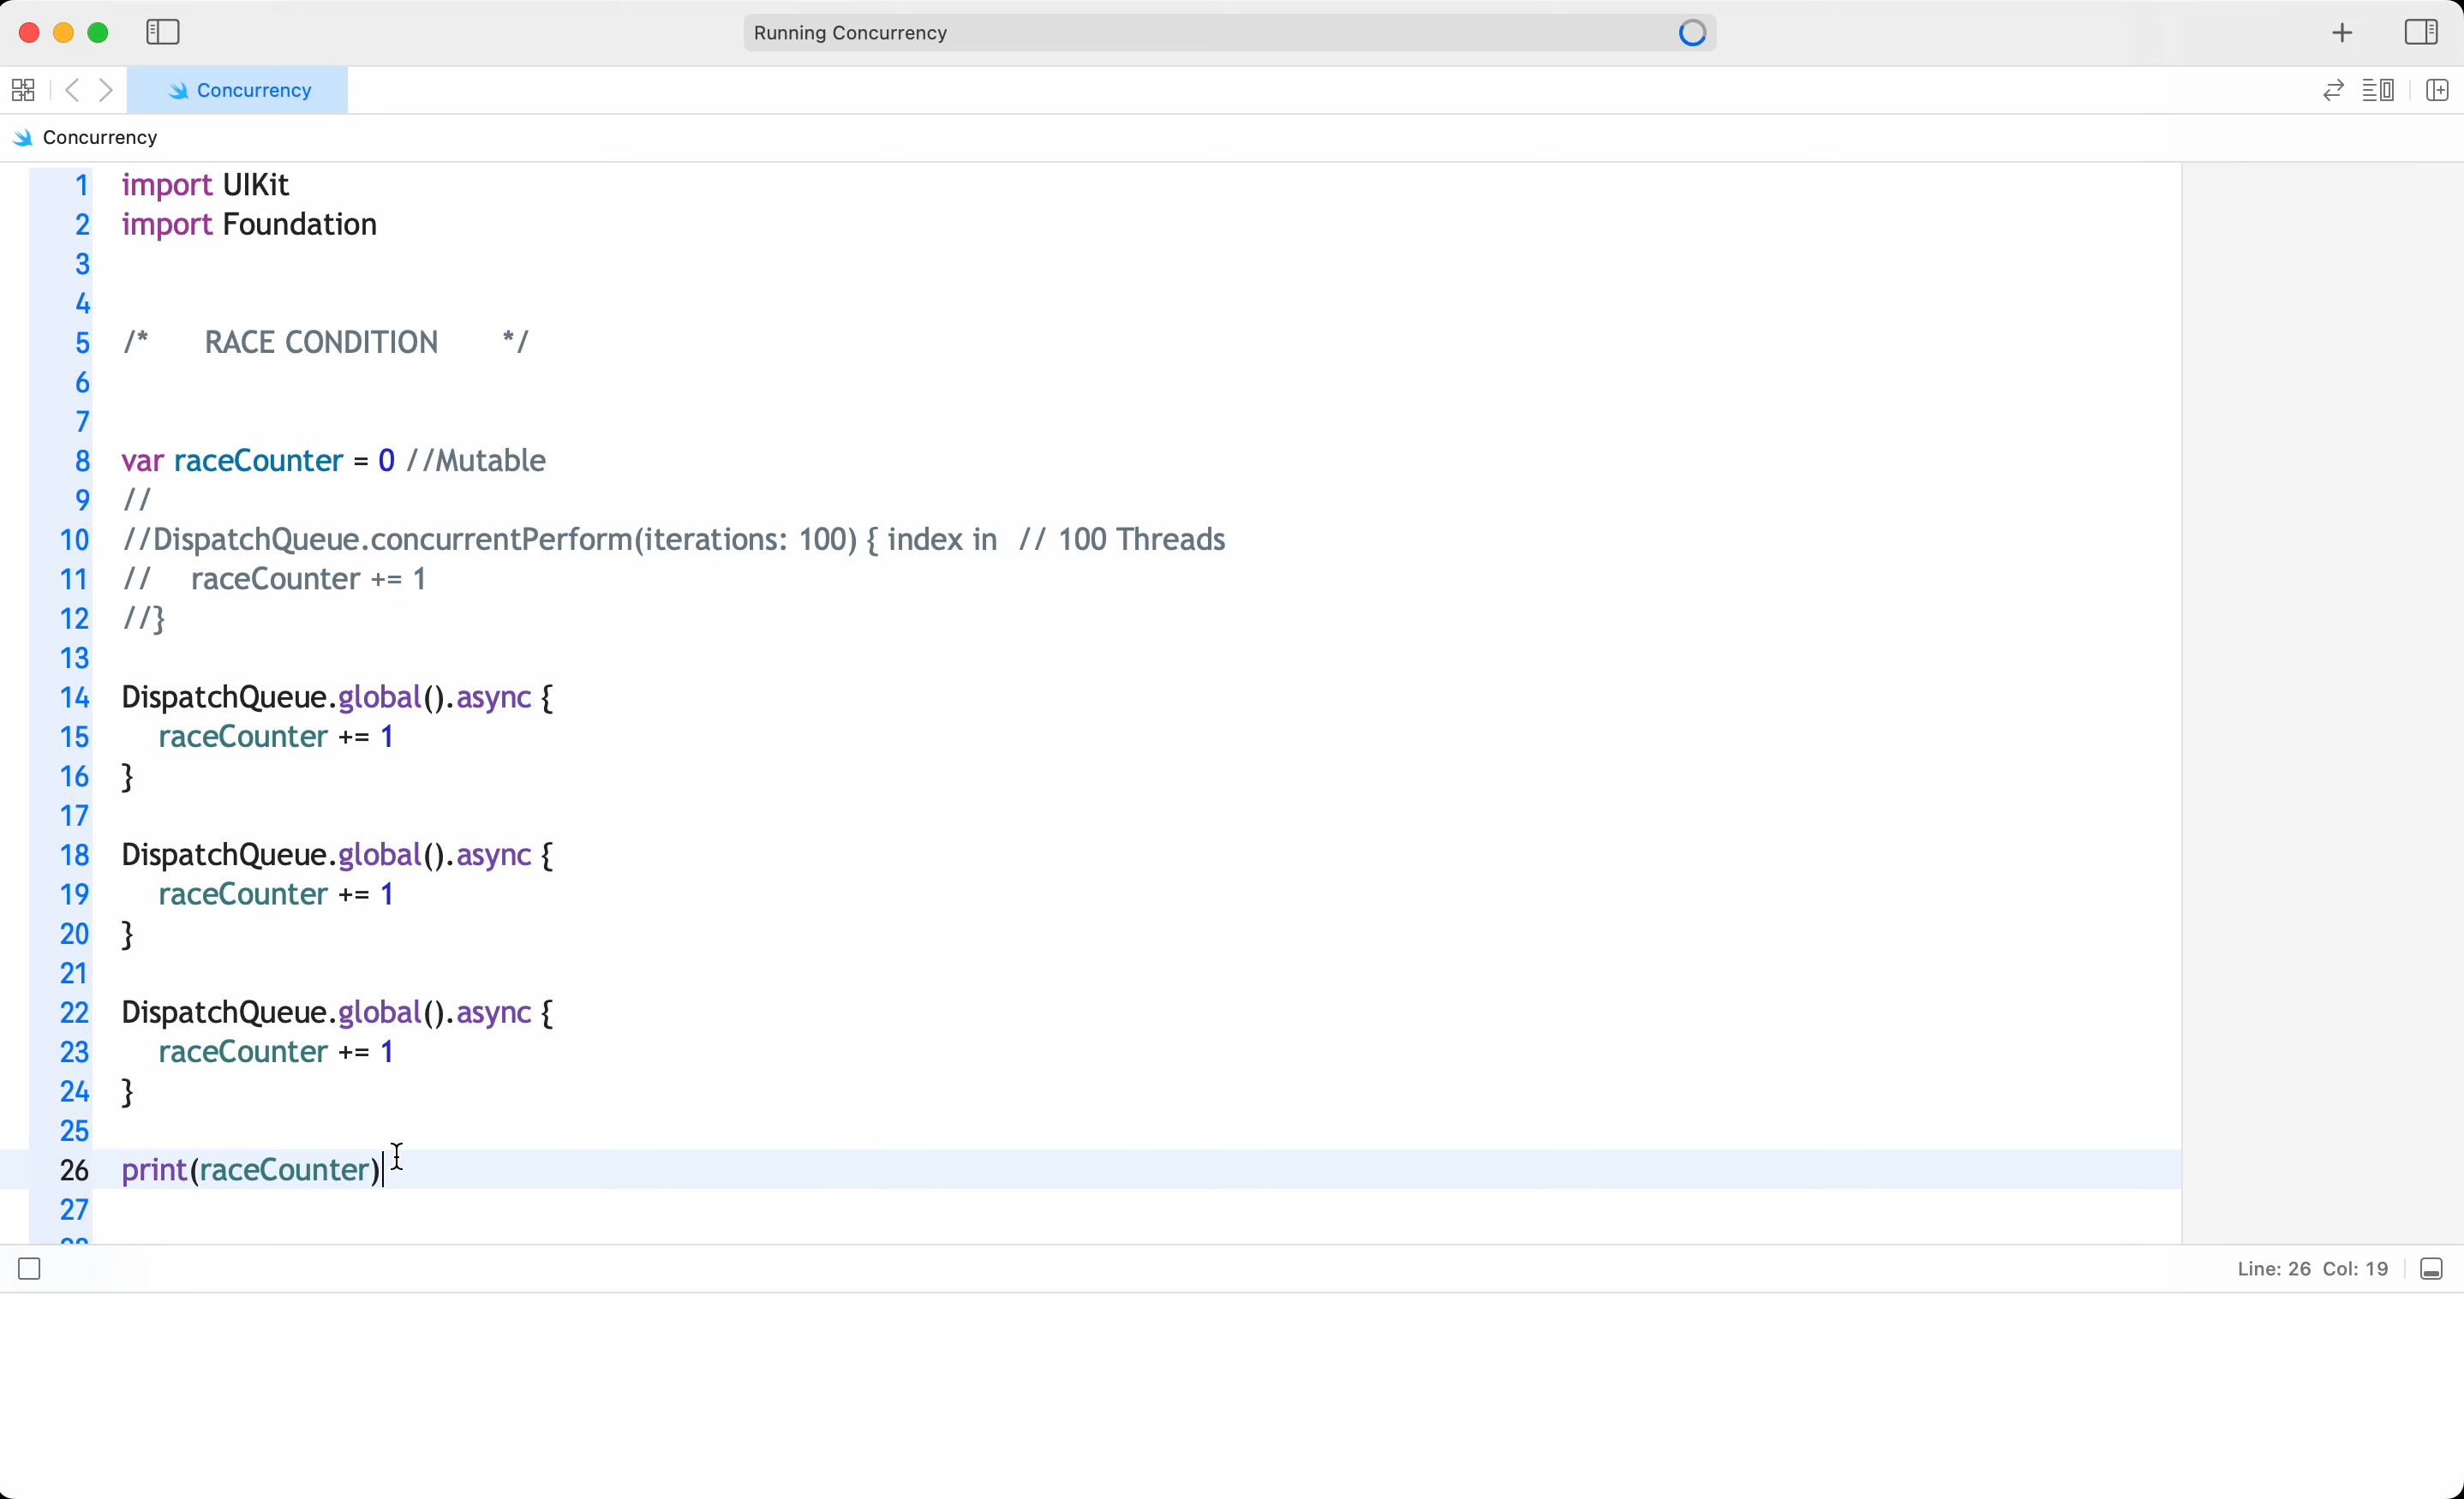 Running Concurrency
Concurrency
Concurrency
1 import UIKit
2 import Foundation
3
4
5 /* RACE CONDITION */
6
7
8 var raceCounter = 0 //Mutable
9 //
10 //DispatchQueue.concurrentPerform(iterations: 100) { index in // 100 Threads
11 // raceCounter += 1
12 //}
13
14 DispatchQueue.global().async {
15 raceCounter += 1
16 }
17
18 DispatchQueue.global().async {
19 raceCounter += 1
20 }
21
22 DispatchQueue.global().async {
23 raceCounter += 1
24 }
25
26 print(raceCounter)
27
Line: 26 Col: 19